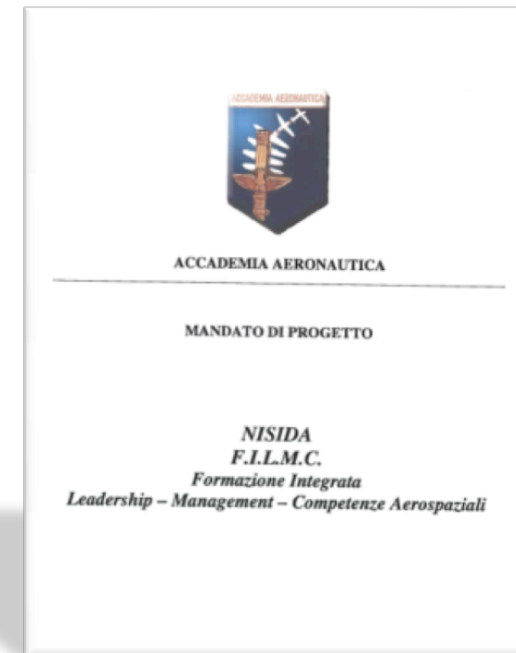 ACCADEMIA AERONAUTICA
ACCADEMIA AERONAUTICA
MANDATO DI PROGETTO
NISIDA
F.I.L.M.C.
Formazione Integrata
Leadership – Management – Competenze Aerospaziali